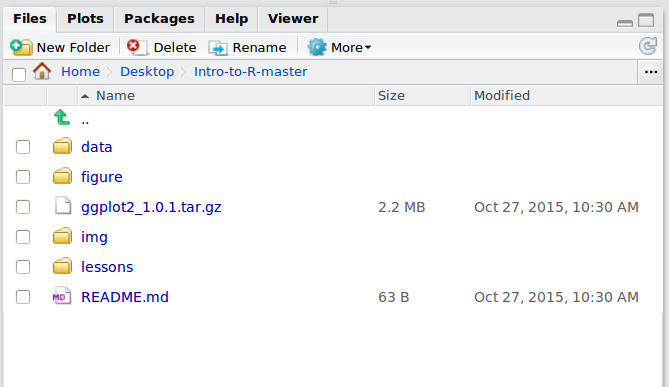 Files Plots Packages Help Viewer
New Folder Delete Rename More
Home Desktop Intro-to-R-master ...
Name Size Modified
..
data
figure
ggplot2_1.0.1.tar.gz 2.2 MB Oct 27, 2015, 10:30 AM
img
lessons
MD README.md 63 B Oct 27, 2015, 10:30 AM